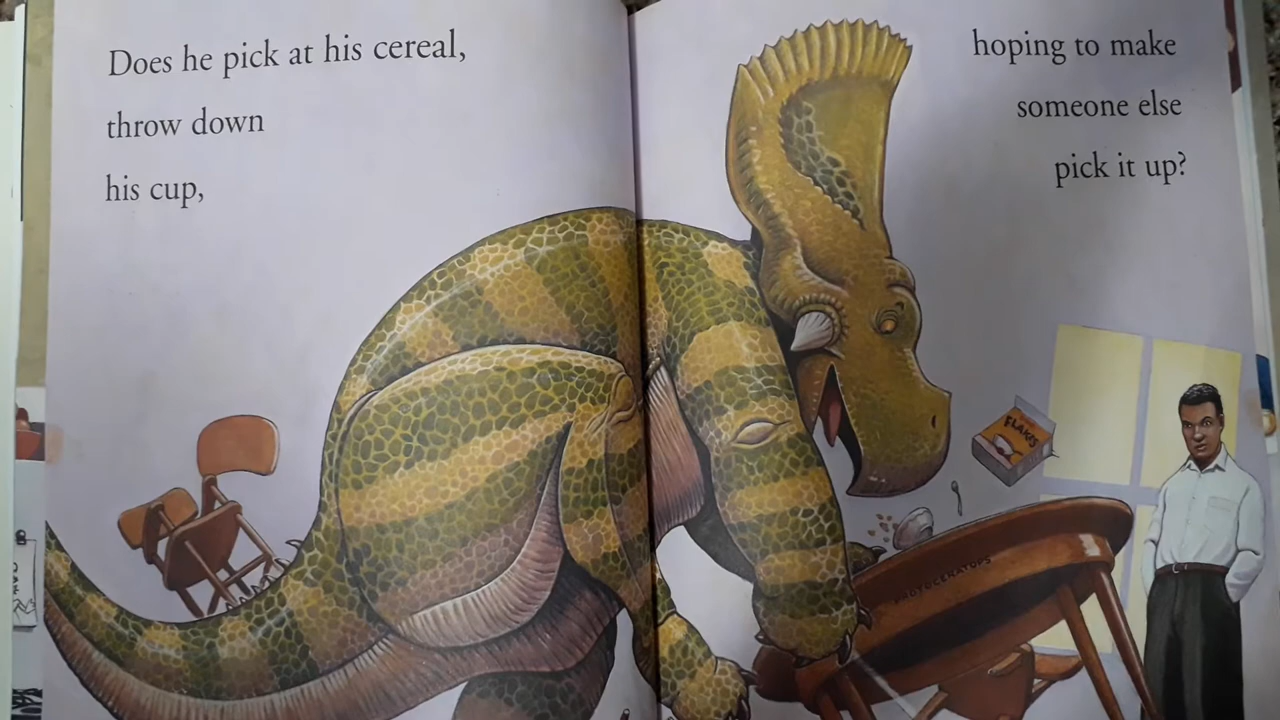 Does he pick at his cereal,
throw down
his cup,
hoping to make
someone else
pick it up?
FLAKES
PROTOCERATOPS